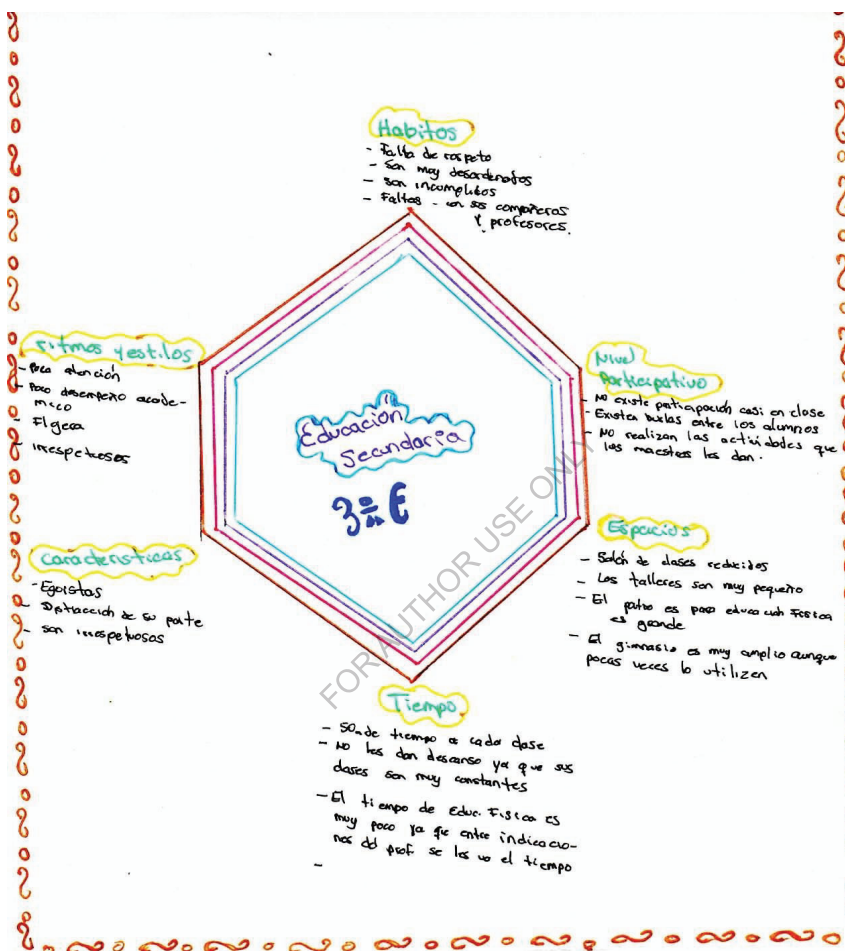 Habitos
- Falta de respeto
- Son muy desordenados
- son incumplidos
- Faltas - con sus compañeros
y profesores.
ritmos y estilos
- Poca atención
- Poco desempeño acade-
mico
- Flgera
- irrespetuosos
Nivel
Participativo
- No existe participación casi en clase
- Existen burlas entre los alumnos
- No realizan las actividades que
los maestros les dan.
Educación
Secundaria
3º E
caracteristicas
- Egoistas
- Distracción de su parte
- son irrespetuosos
Espacios
- Salón de clases reducidos
- Los talleres son muy pequeño
- El patio es para educación Fisica
es grande
- El gimnasio es muy amplio aunque
pocas veces lo utilizen
Tiempo
- 50 de tiempo a cada clase
- No les dan descanso ya que sus
clases son muy constantes
- El tiempo de Educ. Fisica es
muy poco ya que entre indicacio-
nes del prof. se les va el tiempo
-
FOR AUTHOR USE ONLY